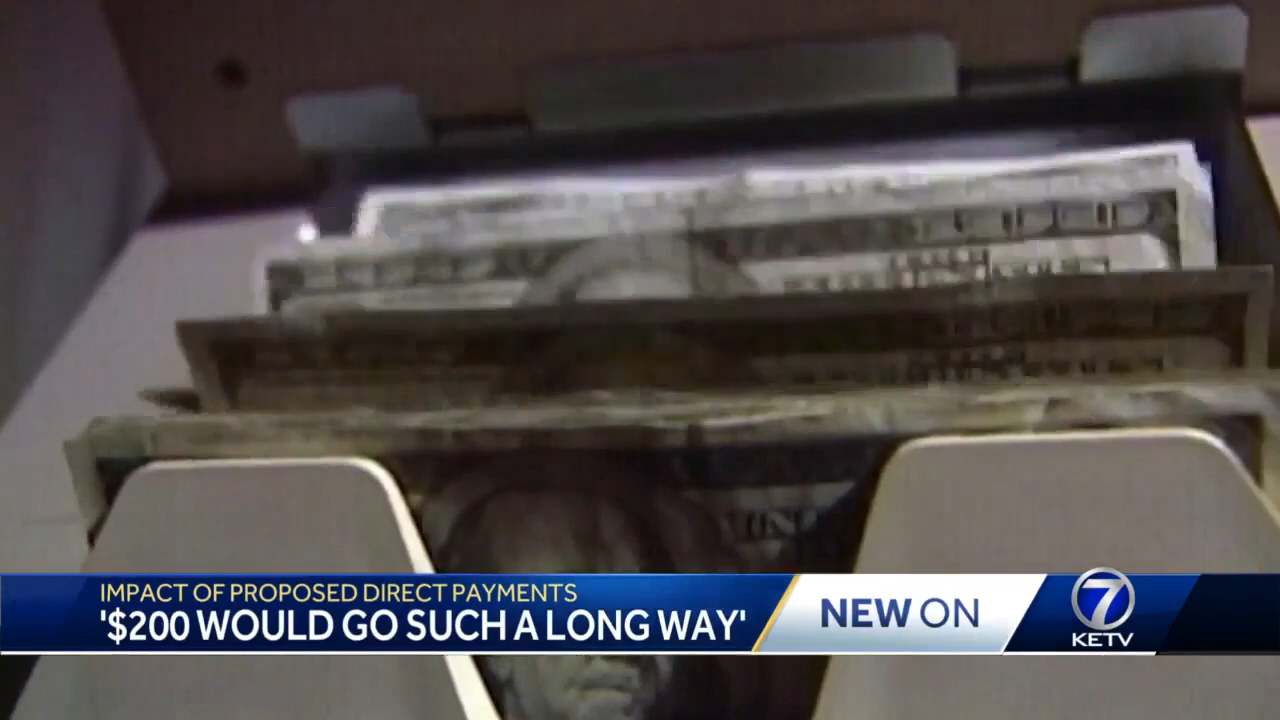 IMPACT OF PROPOSED DIRECT PAYMENTS
'$200 WOULD GO SUCH A LONG WAY'
NEW ON
7
KETV